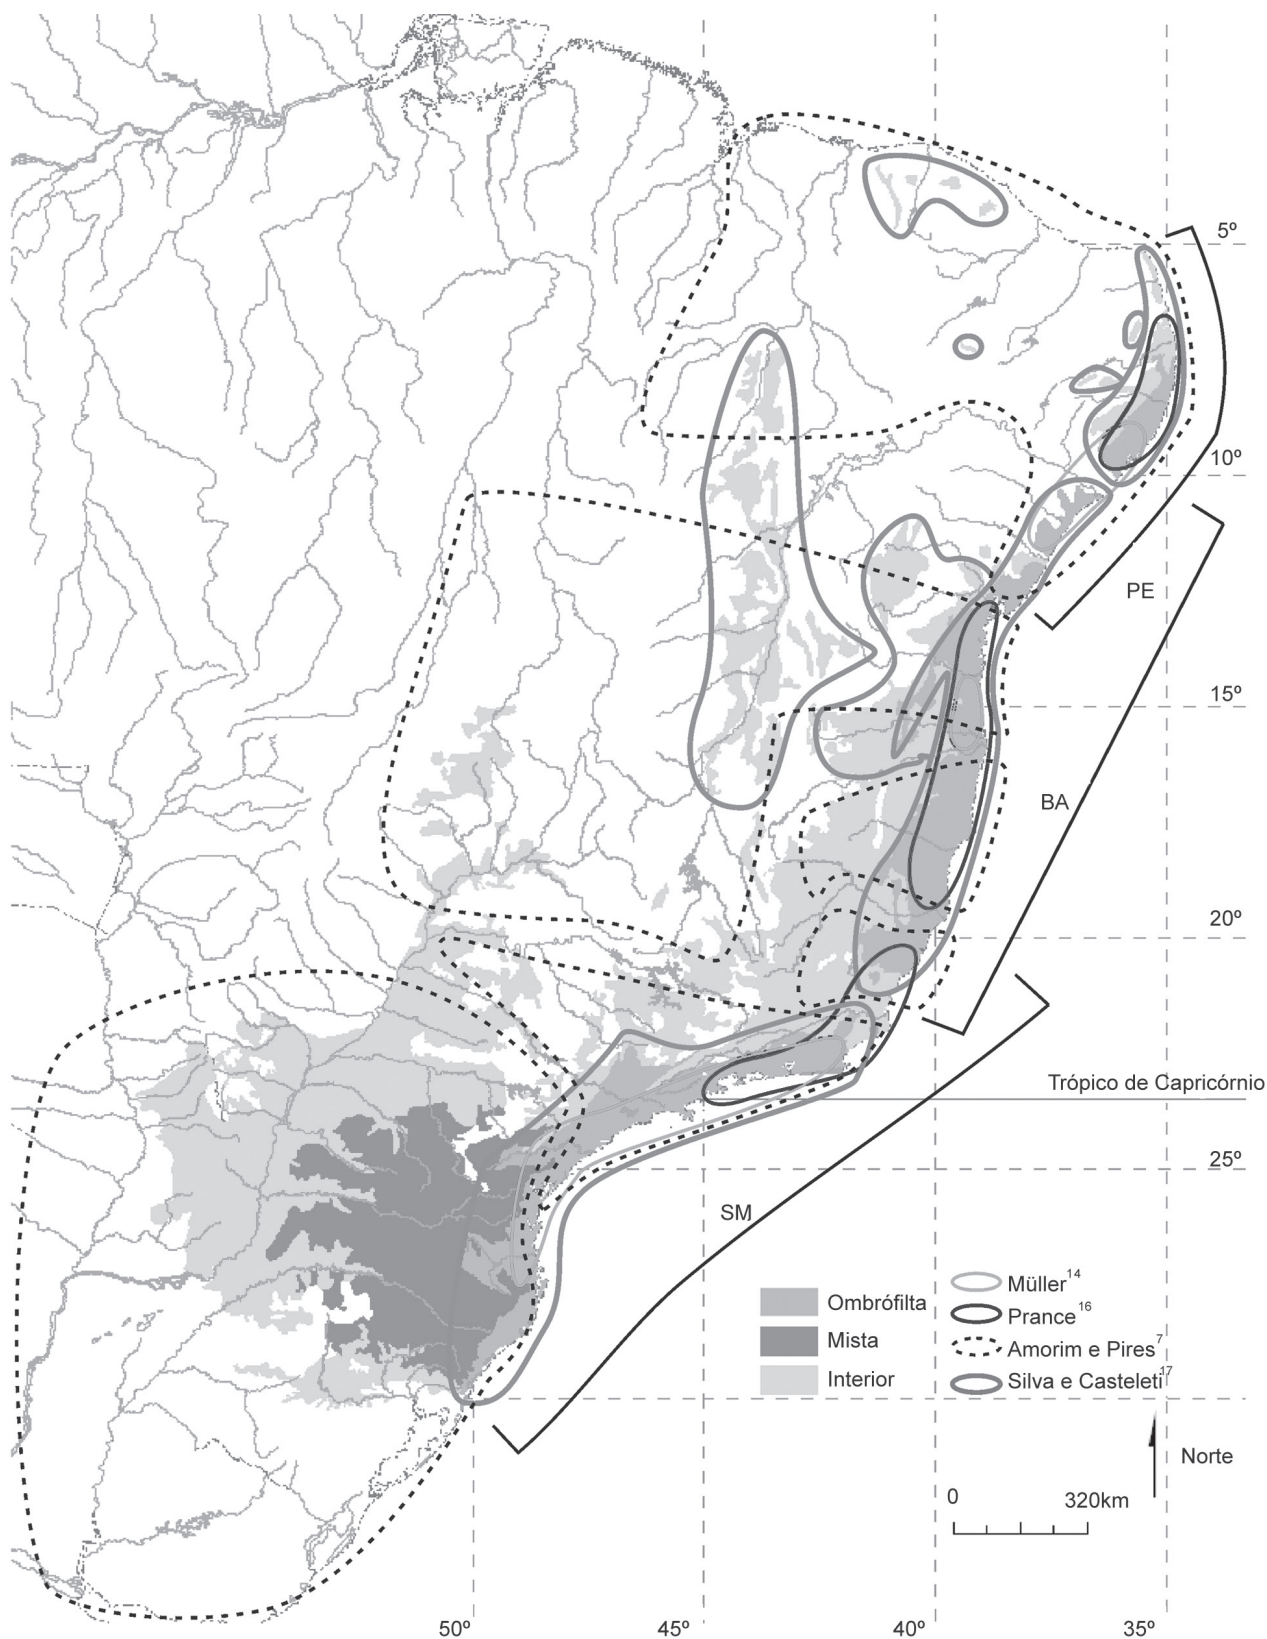 5º
10º
PE
15º
BA
20º
Trópico de Capricórnio
25º
SM
Ombrófilta
Mista
Interior
Müller14
Prance16
Amorim e Pires7
Silva e Casteleti17
Norte
0 320km
50º 45º 40º 35º